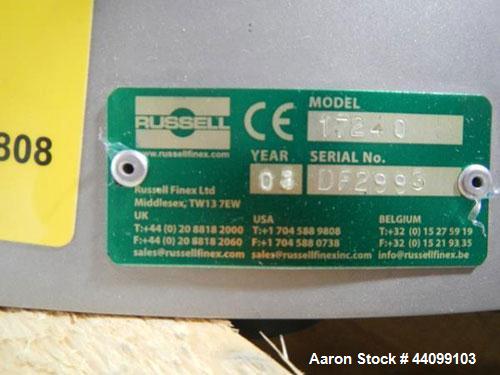 808
RUSSELL
www.russellfinex.com
CE
MODEL
17240
YEAR
08
SERIAL No.
DF2993
Russell Finex Ltd
Middlesex, TW13 7EW
UK
T:+44 (0) 20 8818 2000
F:+44 (0) 20 8818 2060
sales@russellfinex.com
USA
T:+1 704 588 9808
F:+1 704 588 0738
sales@russellfinexinc.com
BELGIUM
T:+32 (0) 15 27 59 19
F:+32 (0) 15 21 93 35
info@russellfinex.be
Aaron Stock # 44099103